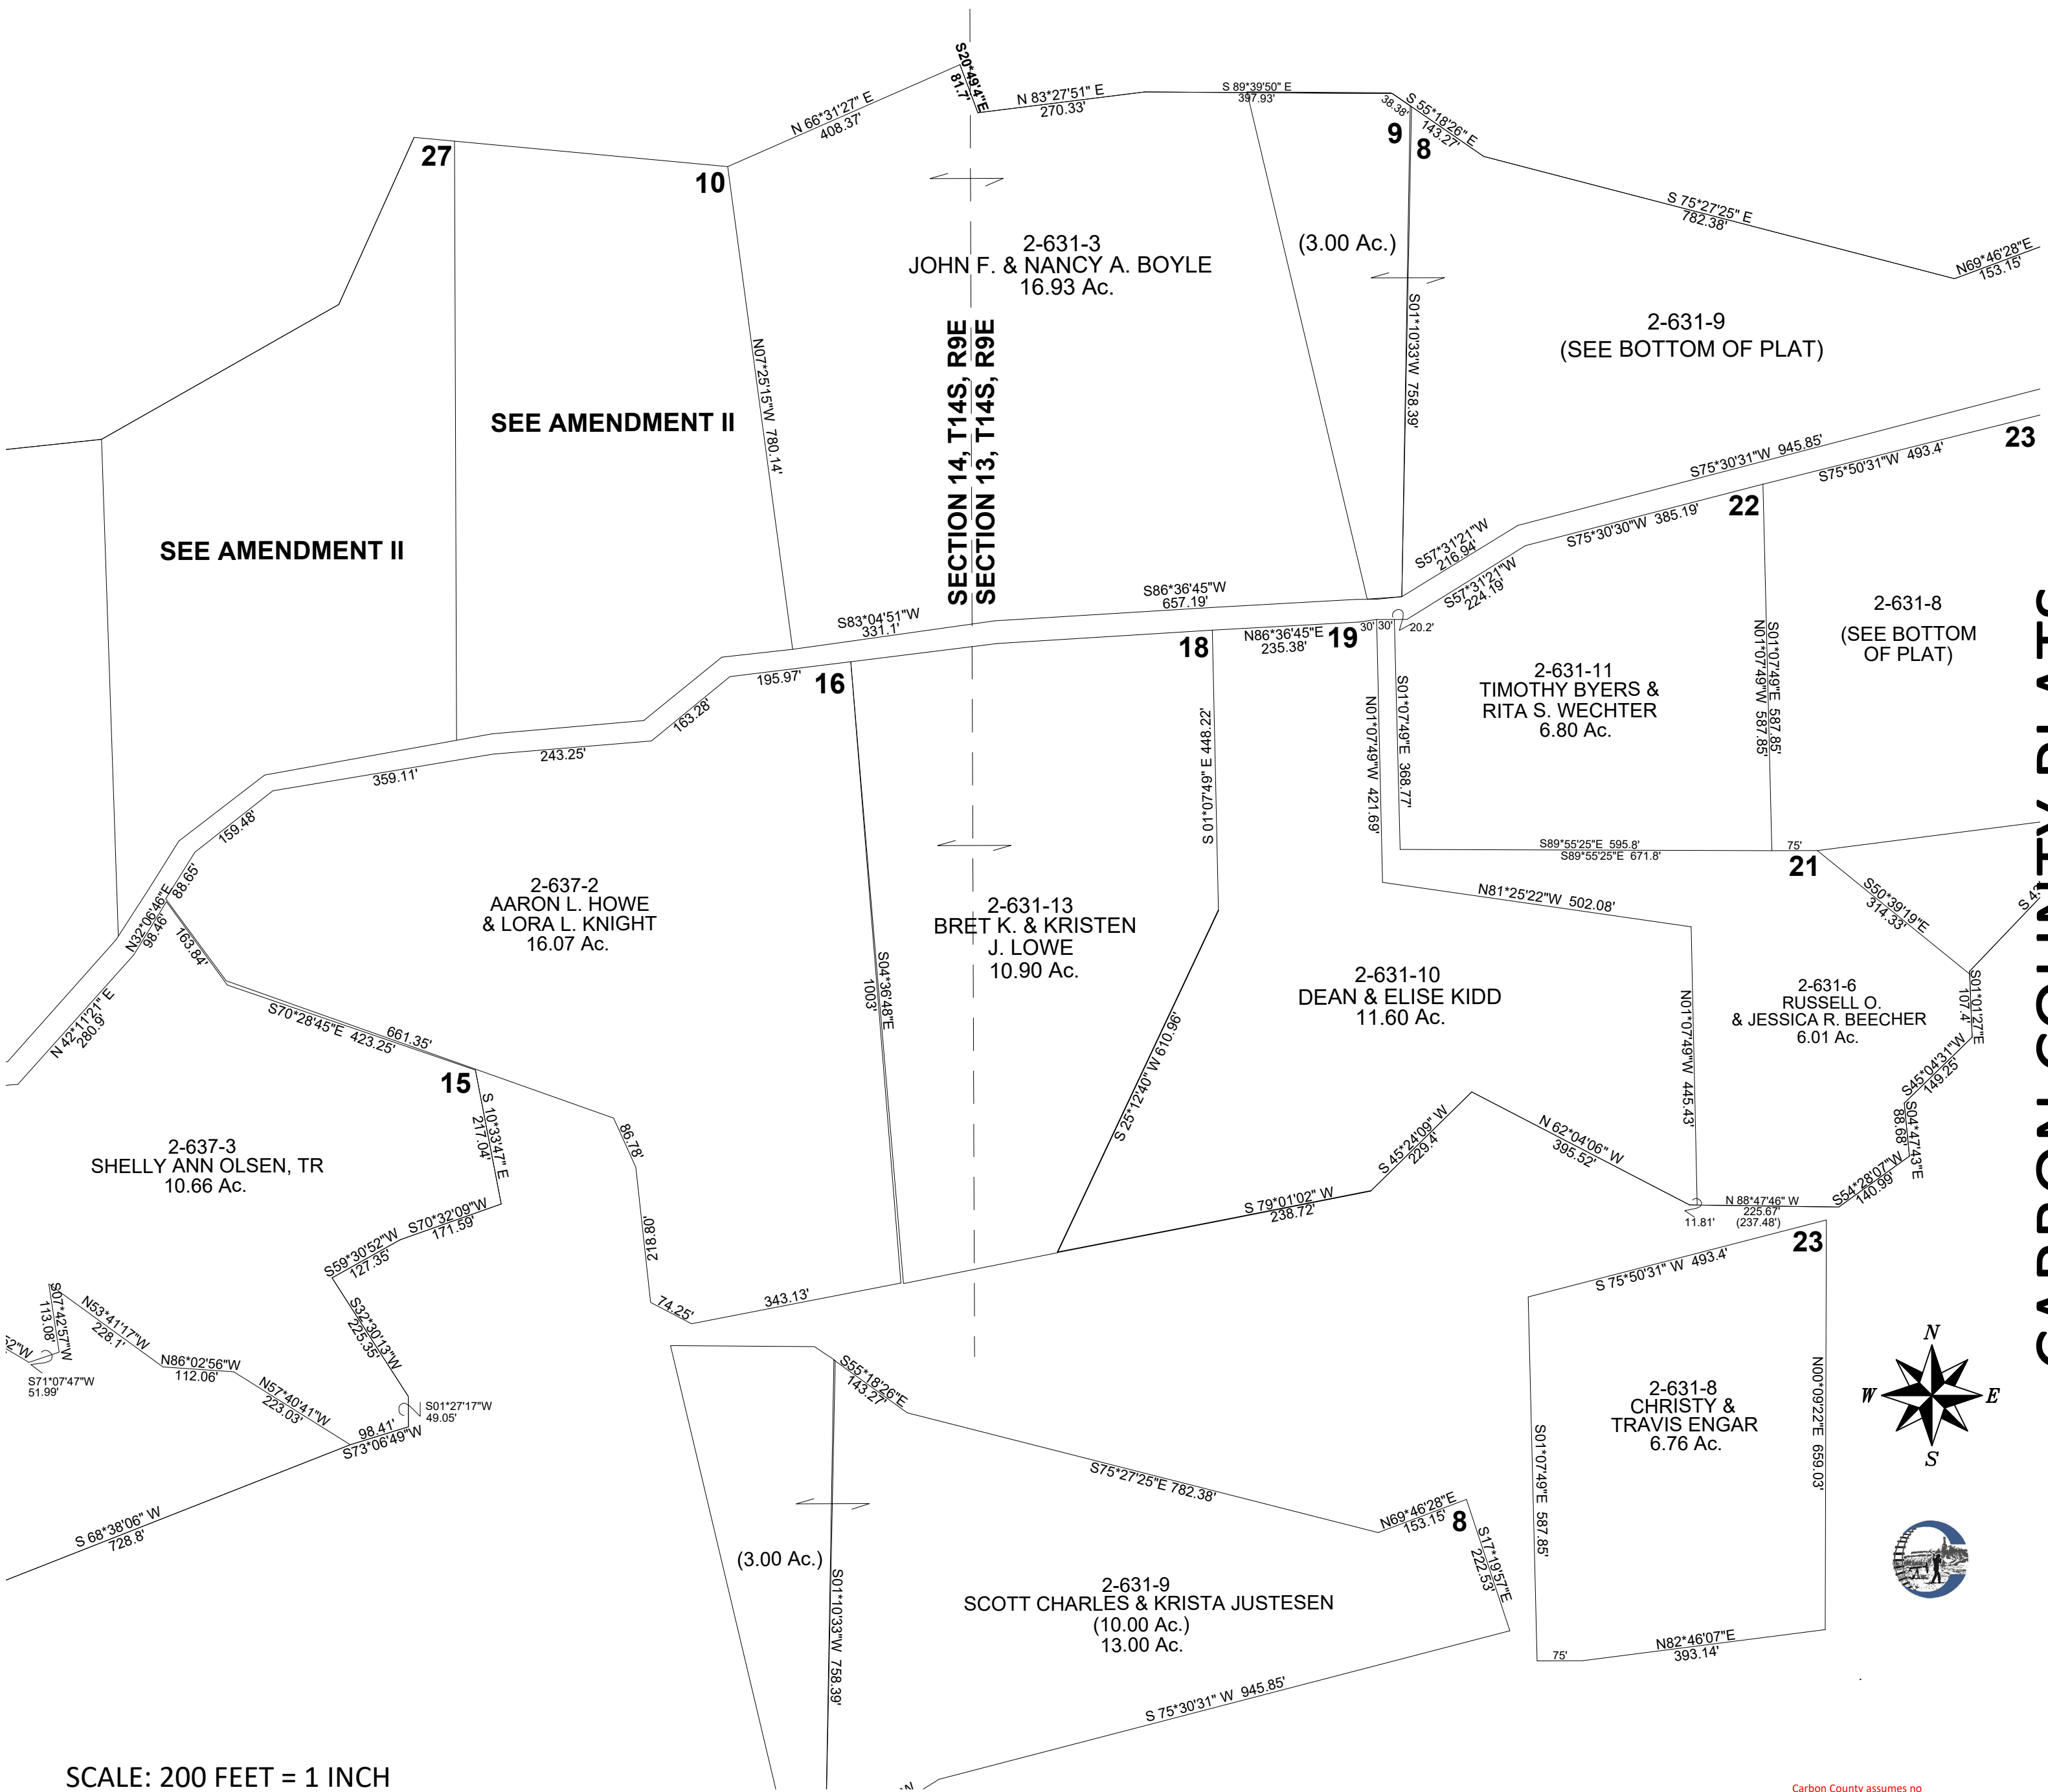 S20*49'4"E
81.7'
N 66*31'27" E
408.37'
N 83*27'51" E
270.33'
S 89*39'50" E
397.93'
38.38'
S 55*18'26" E
143.27'
9
8
27
10
S 75*27'25" E
782.38'
N69*46'28"E
153.15'
2-631-3
JOHN F. & NANCY A. BOYLE
16.93 Ac.
(3.00 Ac.)
S01*10'33"W 758.39'
2-631-9
(SEE BOTTOM OF PLAT)
N07*25'15"W 780.14'
SECTION 14, T14S, R9E
SECTION 13, T14S, R9E
SEE AMENDMENT II
SEE AMENDMENT II
23
S75*30'31"W 945.85'
S75*50'31"W 493.4'
22
S75*30'30"W 385.19'
S57*31'21"W
216.94'
S57*31'21"W
224.19'
S86*36'45"W
657.19'
S83*04'51"W
331.1'
18
N86*36'45"E
235.38'
19
30'
30'
20.2'
2-631-8
(SEE BOTTOM
OF PLAT)
2-631-11
TIMOTHY BYERS &
RITA S. WECHTER
6.80 Ac.
S01*07'49"E 587.85'
N01*07'49"W 587.85'
195.97'
16
163.28'
243.25'
359.11'
159.48'
88.65'
S 01*07'49" E 448.22'
N01*07'49"W 421.69'
S01*07'49"E 368.77'
S89*55'25"E 595.8'
S89*55'25"E 671.8'
75'
21
CARBON COUNTY PLATS
2-637-2
AARON L. HOWE
& LORA L. KNIGHT
16.07 Ac.
N32*06'46"E
98.46'
163.84'
N81*25'22"W 502.08'
S50*39'19"E
314.33'
S 43
2-631-13
BRET K. & KRISTEN
J. LOWE
10.90 Ac.
S04*36'48"E
1003'
2-631-10
DEAN & ELISE KIDD
11.60 Ac.
2-631-6
RUSSELL O.
& JESSICA R. BEECHER
6.01 Ac.
S01*01'27"E
107.4'
N 42*11'21" E
280.9'
S70*28'45"E 423.25'
661.35'
15
S 25*12'40" W 610.96'
N01*07'49"W 445.43'
S45*04'31"W
149.25'
S04*47'43"E
88.68'
S 10*33'47" E
217.04'
86.78'
S 45*24'09" W
229.4'
N 62*04'06" W
395.52'
2-637-3
SHELLY ANN OLSEN, TR
10.66 Ac.
S54*28'07"W
140.99'
N 88*47'46" W
225.67'
(237.48')
11.81'
S 79*01'02" W
238.72'
S70*32'09"W
171.59'
218.80'
S59*30'52"W
127.35'
23
S 75*50'31" W 493.4'
343.13'
74.25'
S07*42'57"W
113.08'
N53*41'17"W
228.1'
S32*30'13"W
225.35'
52"W
S71*07'47"W
51.99'
N86*02'56"W
112.06'
N57*40'41"W
223.03'
98.41'
S73*06'49"W
S01*27'17"W
49.05'
S55*18'26"E
143.27'
N
W
E
S
2-631-8
CHRISTY &
TRAVIS ENGAR
6.76 Ac.
N00*09'22"E 659.03'
S01*07'49"E 587.85'
S75*27'25"E 782.38'
N69*46'28"E
153.15'
8
S17*19'57"E
222.53'
S 68*38'06" W
728.8'
(3.00 Ac.)
S01*10'33"W 758.39'
2-631-9
SCOTT CHARLES & KRISTA JUSTESEN
(10.00 Ac.)
13.00 Ac.
N82*46'07"E
393.14'
75'
S 75*30'31" W 945.85'
W
SCALE: 200 FEET = 1 INCH
Carbon County assumes no